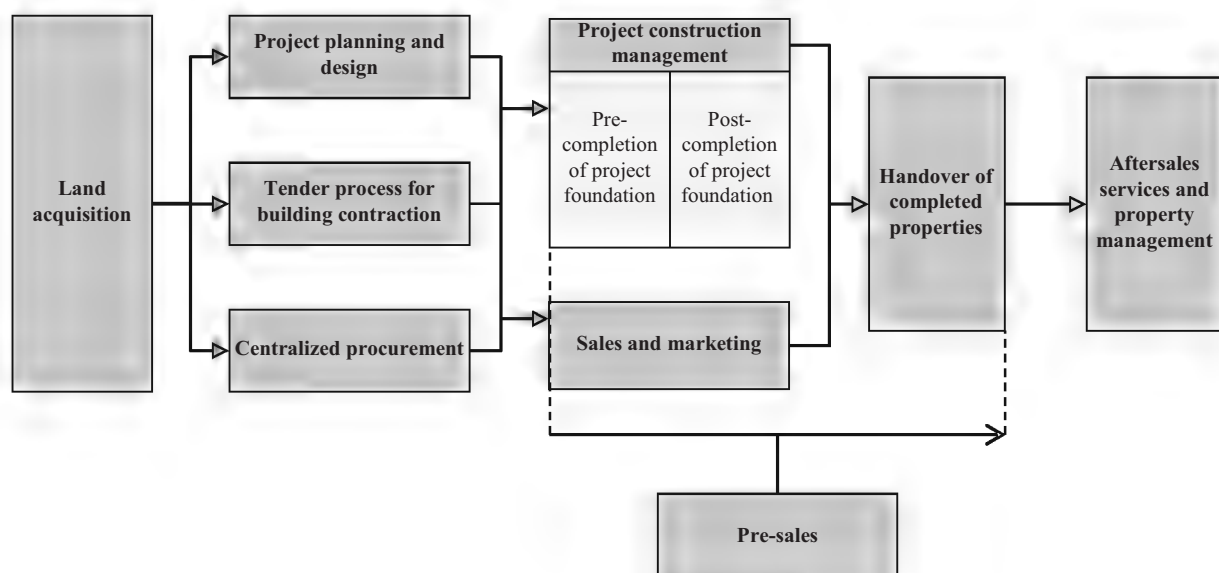 Land
acquisition
Project planning and
design
Tender process for
building contraction
Centralized procurement
Project construction
management
Pre-
completion
of project
foundation
Post-
completion
of project
foundation
Sales and marketing
Handover of
completed
properties
Aftersales
services and
property
management
Pre-sales